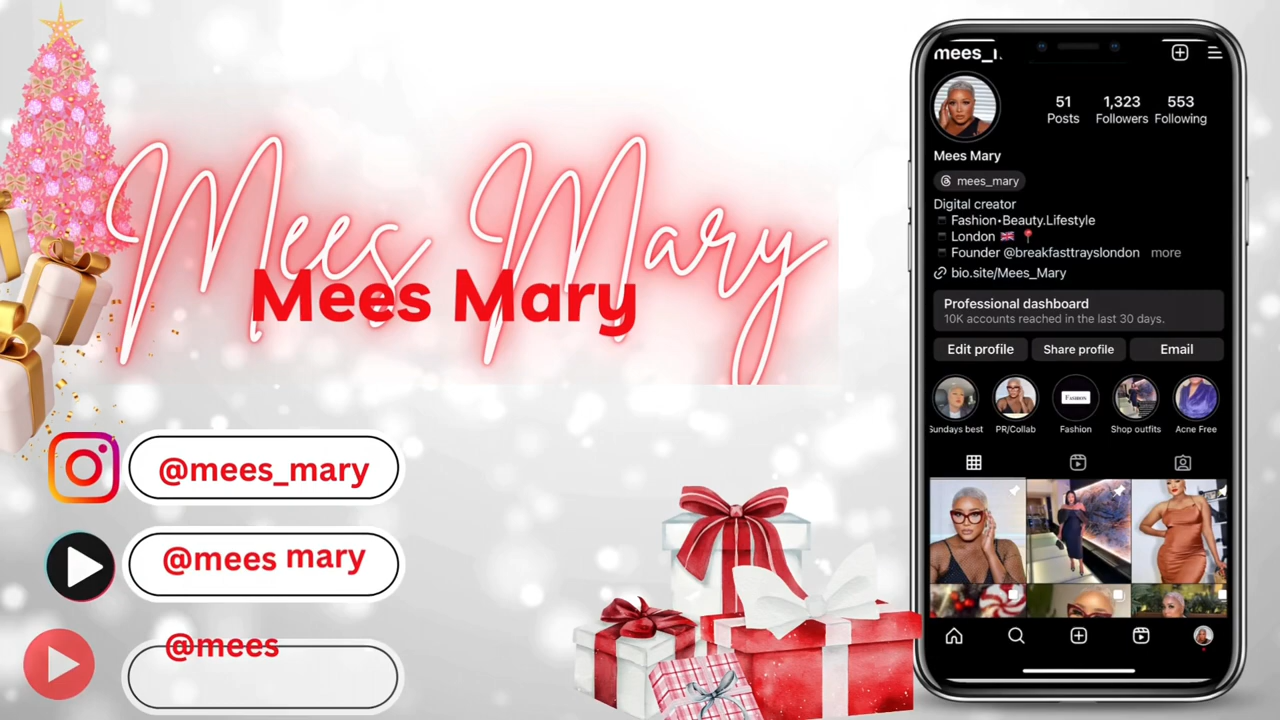 Mees Mary
Mees Mary
@mees_mary
@mees mary
@mees
mees_
51 1,323 553
Posts Followers Following
Mees Mary
mees_mary
Digital creator
Fashion•Beauty.Lifestyle
London 🇬🇧 📍
Founder @breakfasttrayslondon more
bio.site/Mees_Mary
Professional dashboard
10K accounts reached in the last 30 days.
Edit profile Share profile Email
Sundays best PR/Collab Fashion Shop outfits Acne Free